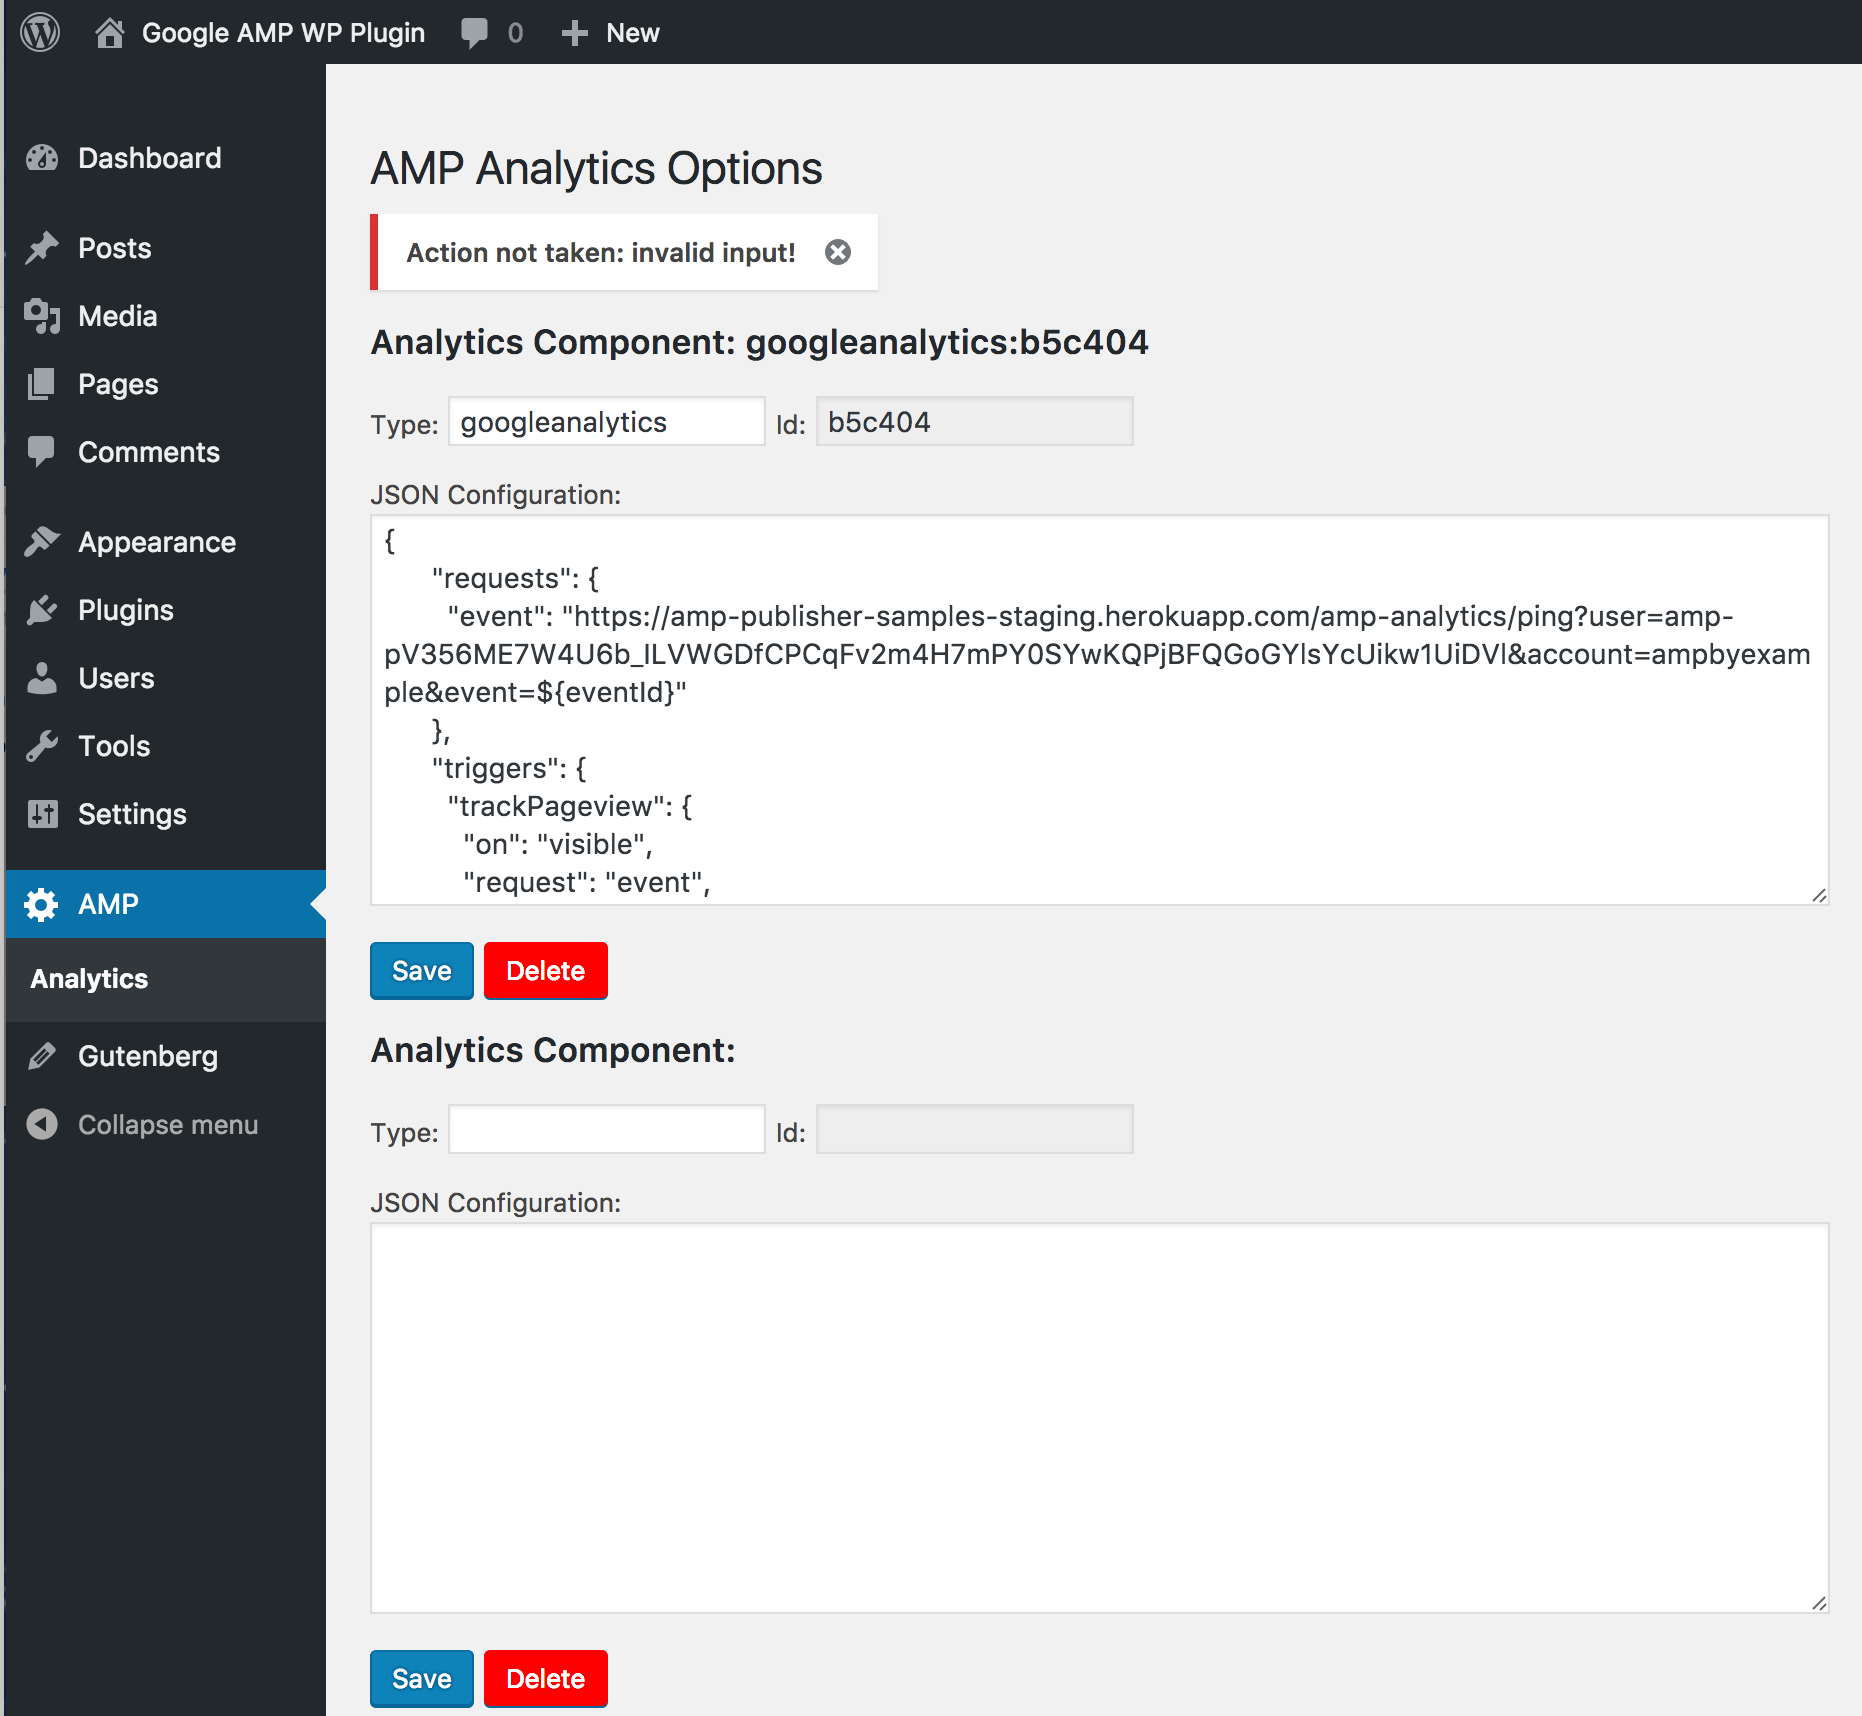 Google AMP WP Plugin 0 New
Dashboard
Posts
Media
Pages
Comments
Appearance
Plugins
Users
Tools
Settings
AMP
Analytics
Gutenberg
Collapse menu
AMP Analytics Options
Action not taken: invalid input!
Analytics Component: googleanalytics:b5c404
Type: googleanalytics Id: b5c404
JSON Configuration:
{
"requests": {
"event": "https://amp-publisher-samples-staging.herokuapp.com/amp-analytics/ping?user=amp-
pV356ME7W4U6b_ILVWGDfCPCqFv2m4H7mPY0SYwKQPjBFQGoGYlsYcUikw1UiDVl&account=ampbyexam
ple&event=${eventId}"
},
"triggers": {
"trackPageview": {
"on": "visible",
"request": "event",
Save Delete
Analytics Component:
Type: Id:
JSON Configuration:
Save Delete